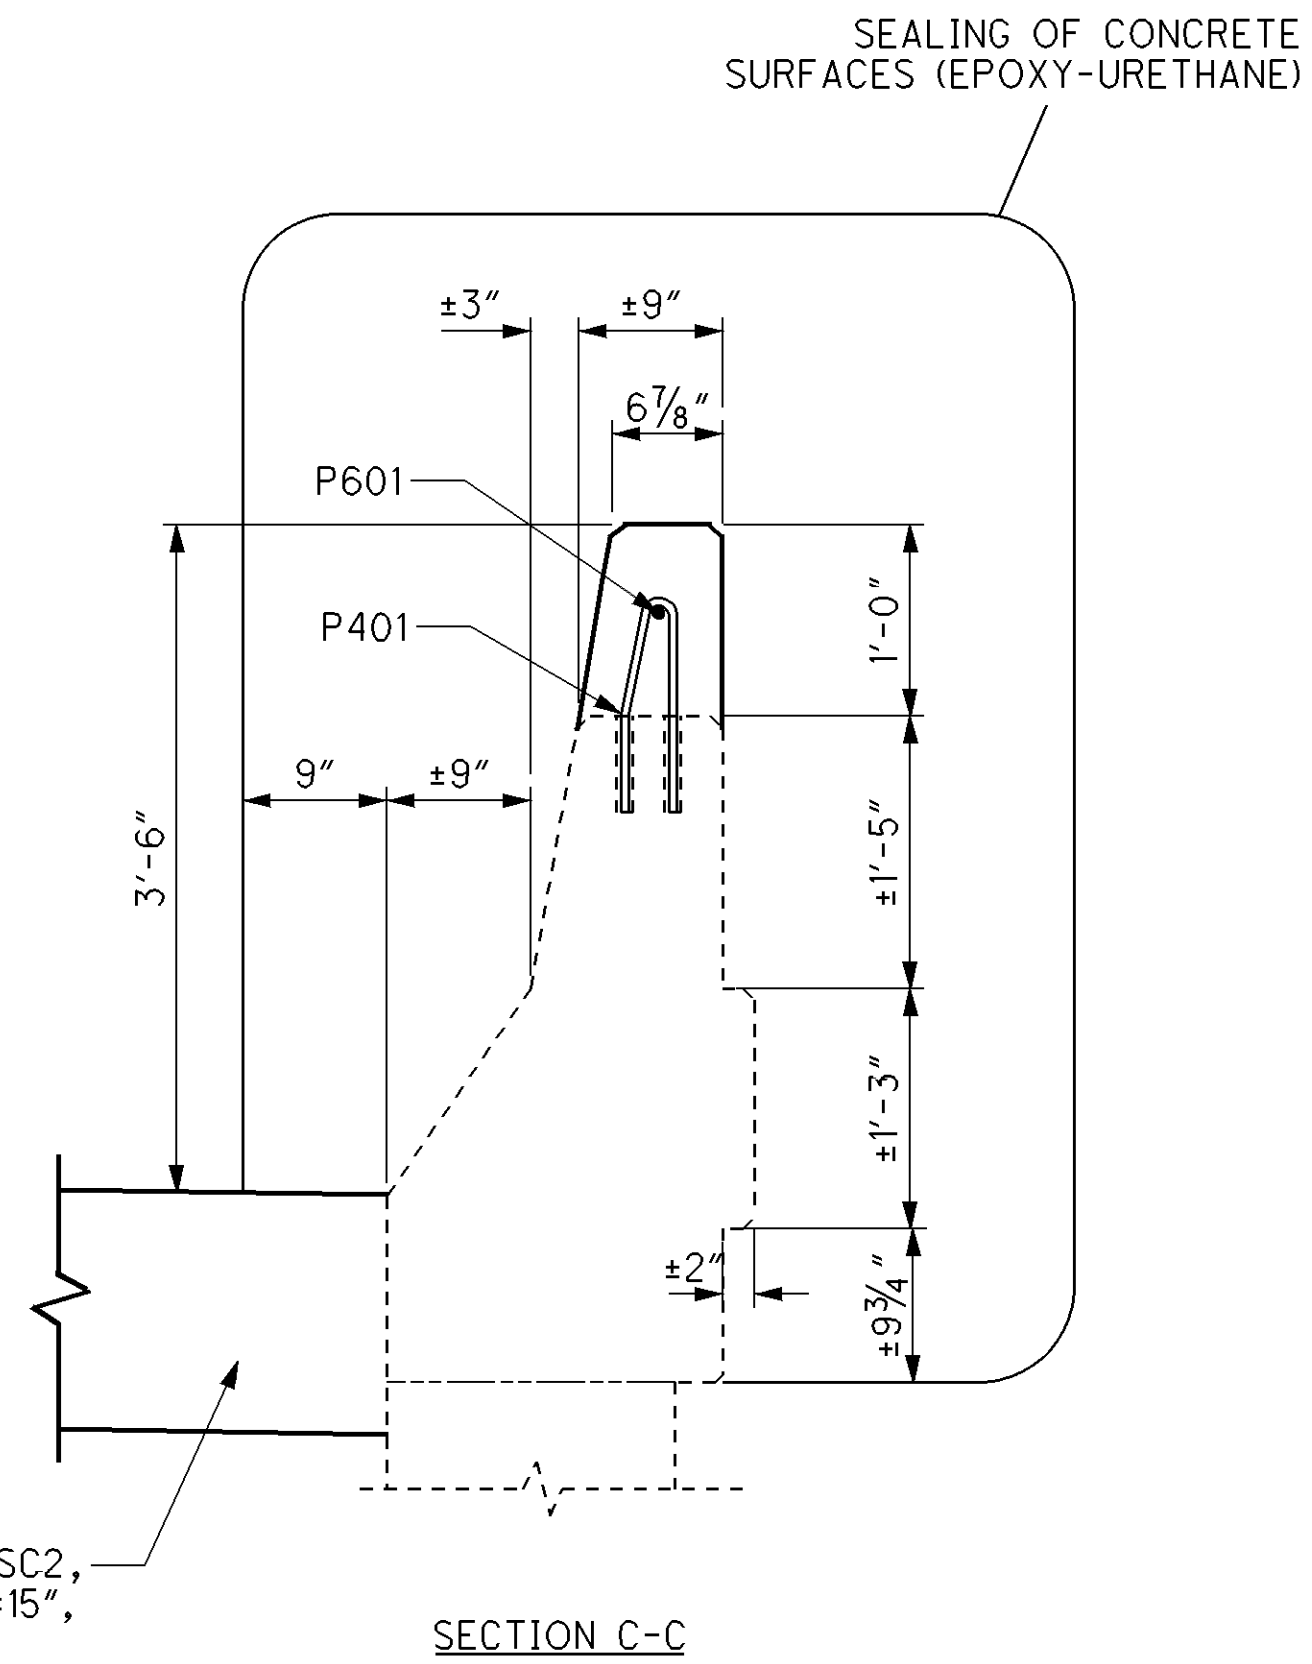 SEALING OF CONCRETE
SURFACES (EPOXY-URETHANE)
±3"
±9"
6⅞"
P601
P401
1'-0"
9"
±9"
3'-6"
±1'-5"
±1'-3"
±2"
±9¾"
SC2,
=15",
SECTION C-C